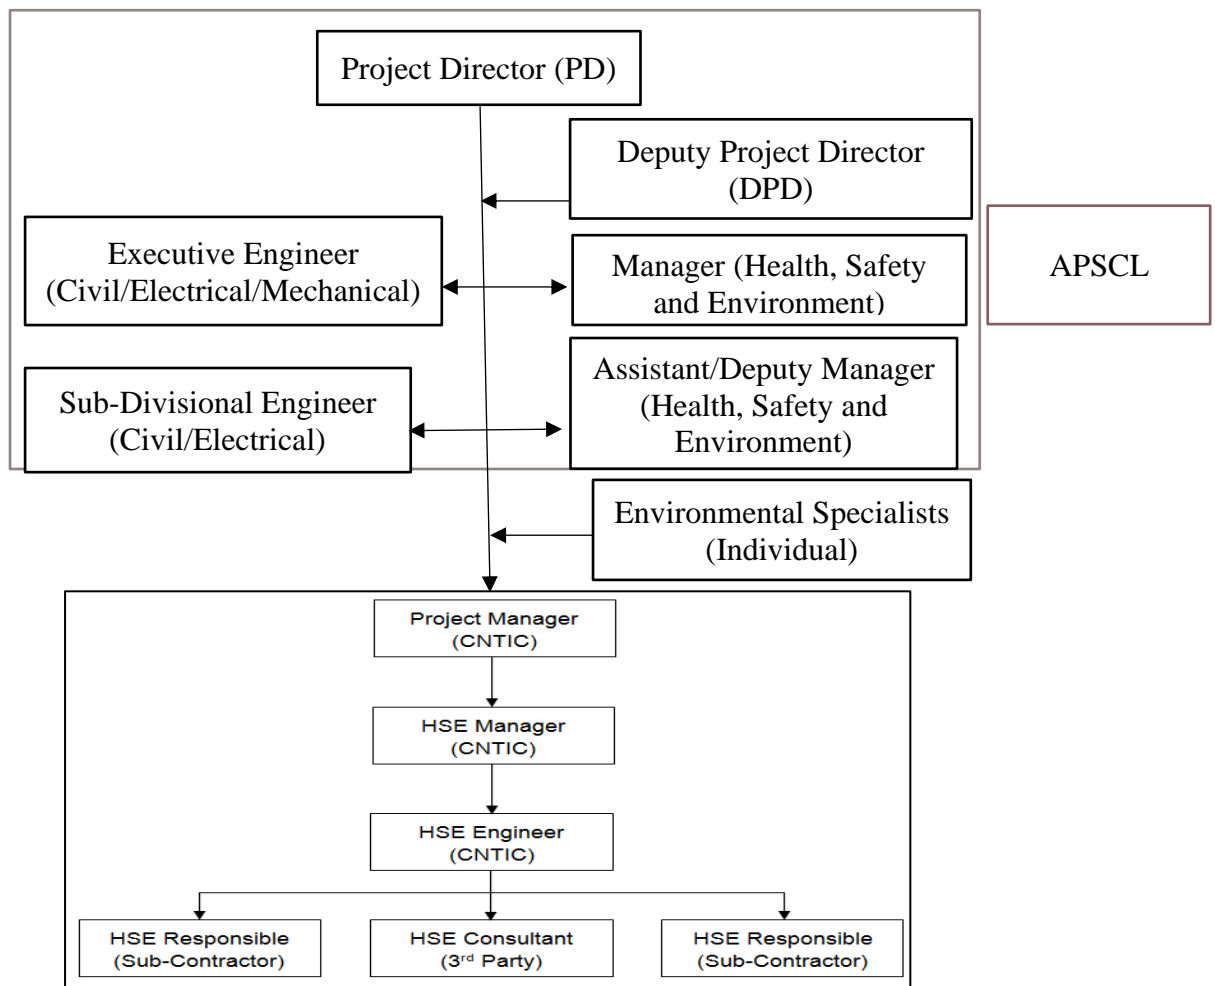 Project Director (PD)
Deputy Project Director
(DPD)
Executive Engineer
(Civil/Electrical/Mechanical)
Manager (Health, Safety
and Environment)
APSCL
Sub-Divisional Engineer
(Civil/Electrical)
Assistant/Deputy Manager
(Health, Safety and
Environment)
Environmental Specialists
(Individual)
Project Manager
(CNTIC)
HSE Manager
(CNTIC)
HSE Engineer
(CNTIC)
HSE Responsible
(Sub-Contractor)
HSE Consultant
(3rd Party)
HSE Responsible
(Sub-Contractor)